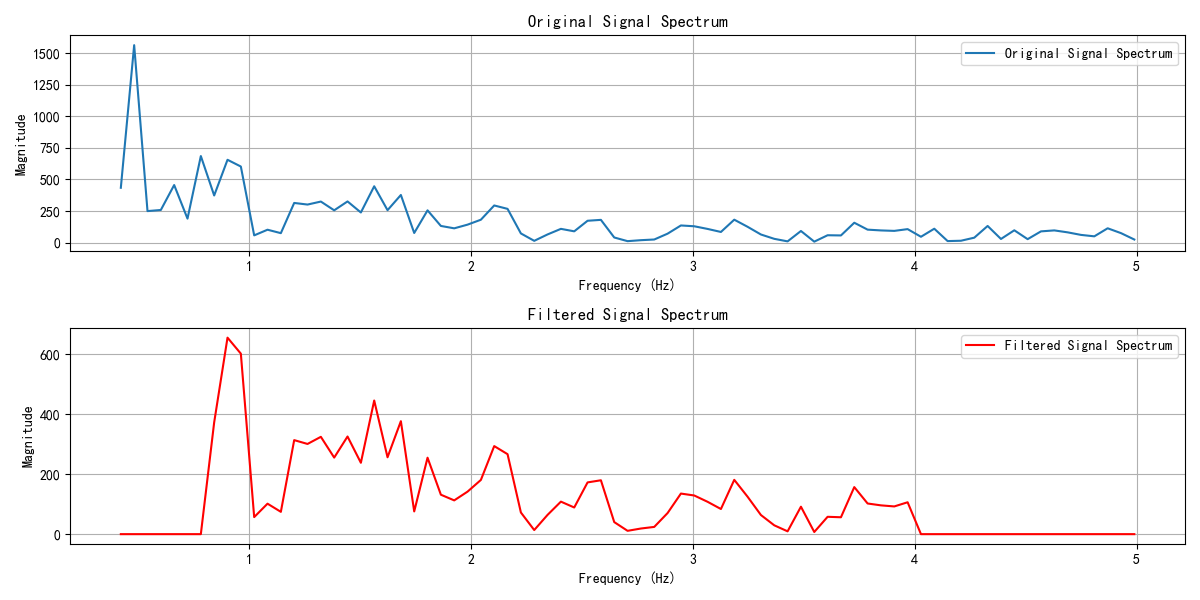 Original Signal Spectrum
Original Signal Spectrum
1500
1250
1000
750
500
250
0
Magnitude
1 2 3 4 5
Frequency (Hz)
Filtered Signal Spectrum
Filtered Signal Spectrum
600
400
200
0
Magnitude
1 2 3 4 5
Frequency (Hz)